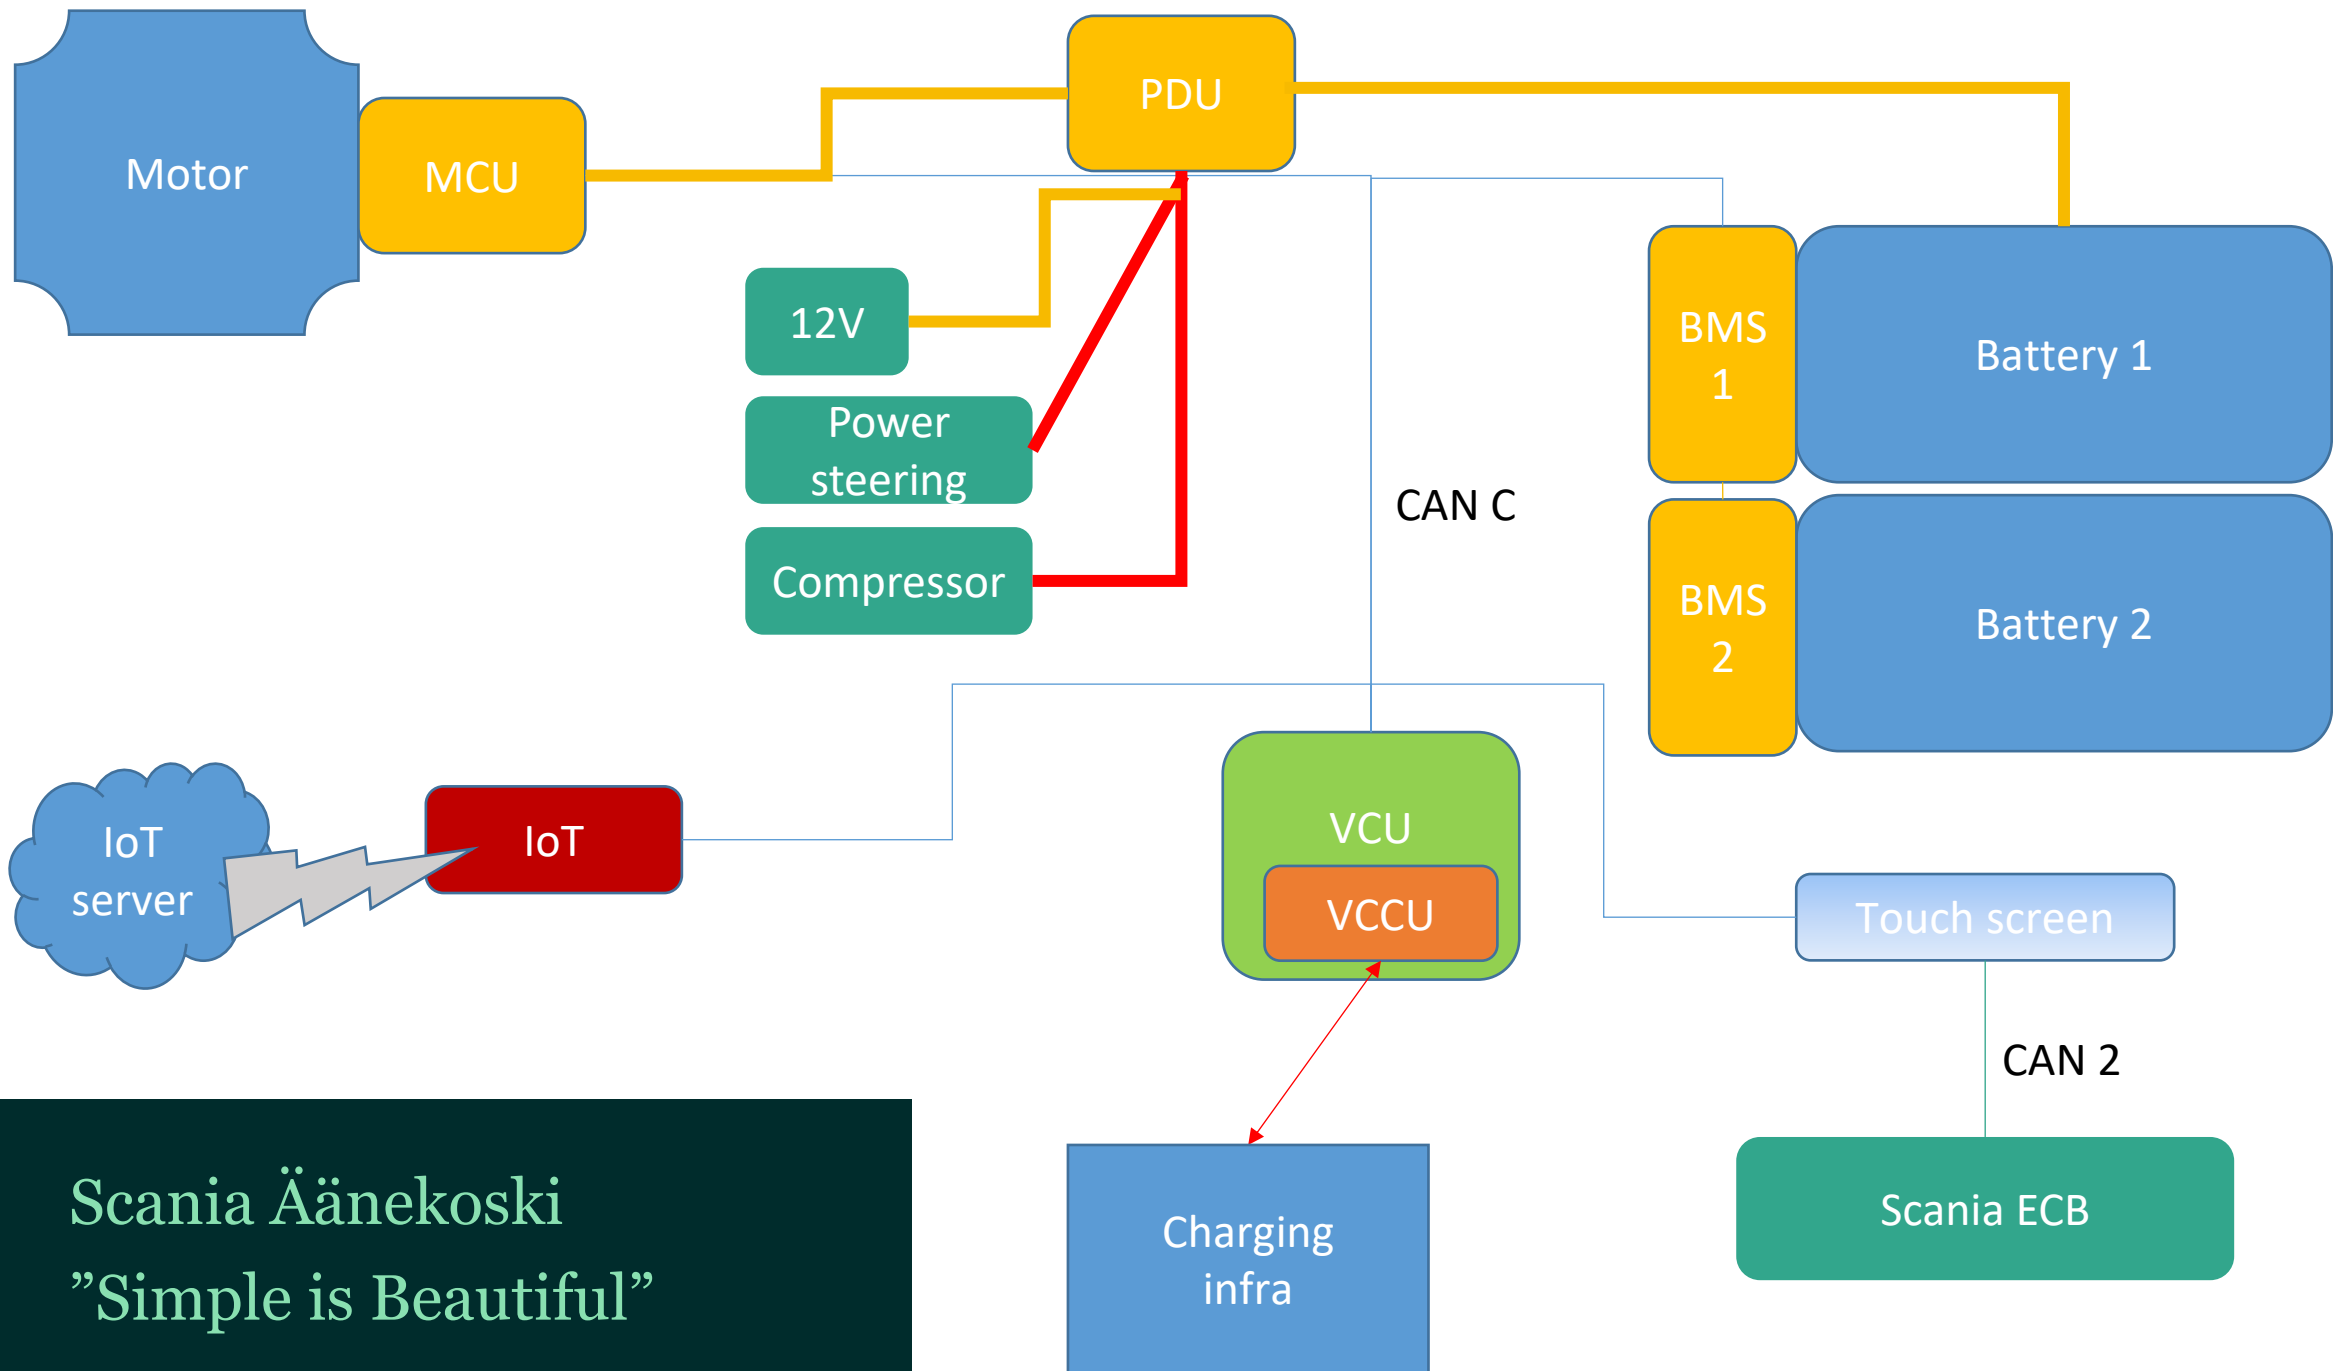 PDU
Motor
MCU
12V
BMS
1
Battery 1
Power
steering
CAN C
Compressor
BMS
2
Battery 2
IoT
server
IoT
VCU
VCCU
Touch screen
CAN 2
Scania Äänekoski
”Simple is Beautiful”
Charging
infra
Scania ECB